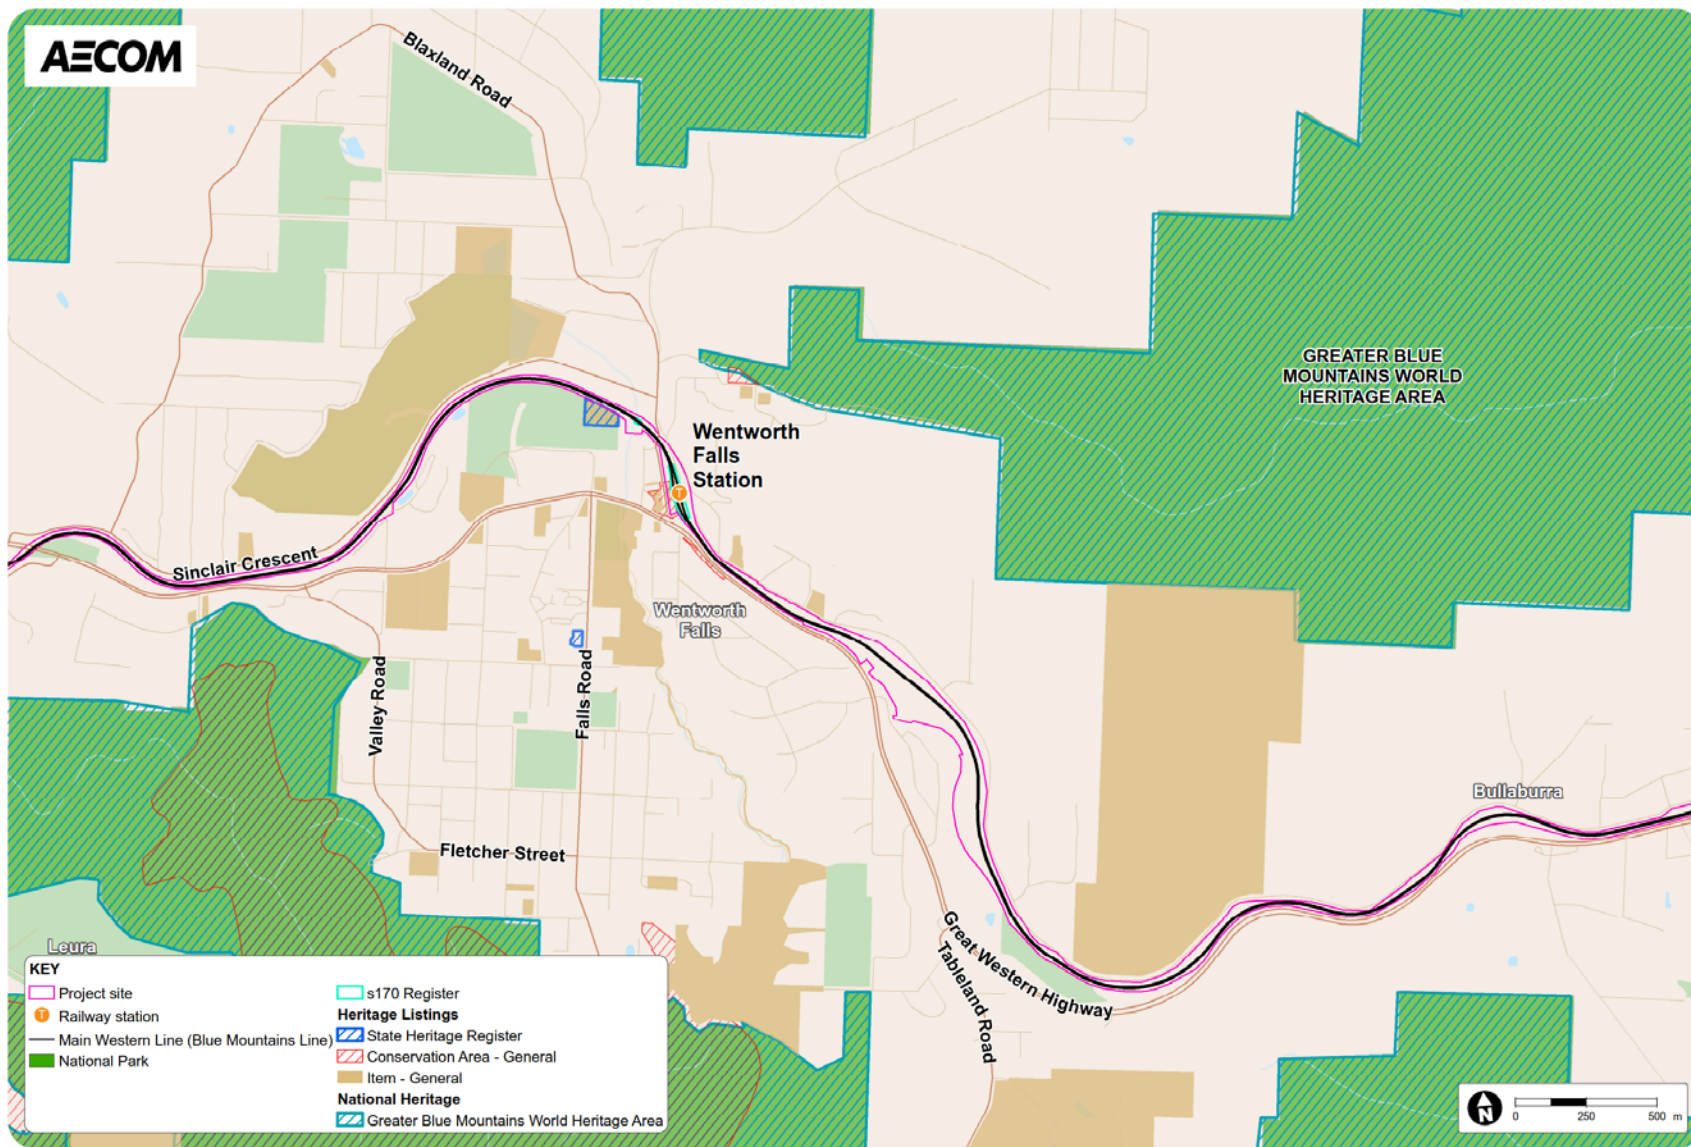 AECOM
Blaxland Road
GREATER BLUE
MOUNTAINS WORLD
HERITAGE AREA
Wentworth
Falls
Station
T
Sinclair Crescent
Wentworth
Falls
Valley Road
Falls Road
Bullaburra
Fletcher Street
Great Western Highway
Tableland Road
Leura
KEY
Project site
T Railway station
Main Western Line (Blue Mountains Line)
National Park
s170 Register
Heritage Listings
State Heritage Register
Conservation Area - General
Item - General
National Heritage
Greater Blue Mountains World Heritage Area
N
0 250 500 m